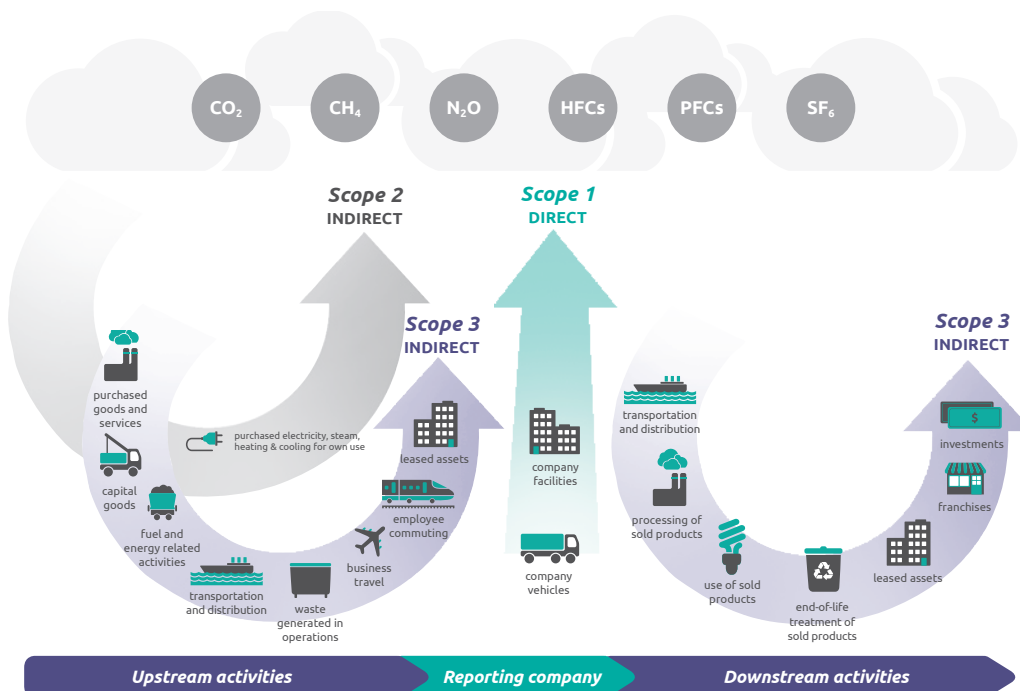 CO₂
CH₄
N₂O
HFCs
PFCs
SF₆
Scope 2
INDIRECT
Scope 1
DIRECT
Scope 3
INDIRECT
Scope 3
INDIRECT
purchased
goods and
services
capital
goods
fuel and
energy related
activities
purchased electricity, steam,
heating & cooling for own use
transportation
and distribution
waste
generated in
operations
business
travel
employee
commuting
leased assets
company
facilities
company
vehicles
transportation
and distribution
processing of
sold products
use of sold
products
end-of-life
treatment of
sold products
leased assets
franchises
$
investments
Upstream activities
Reporting company
Downstream activities